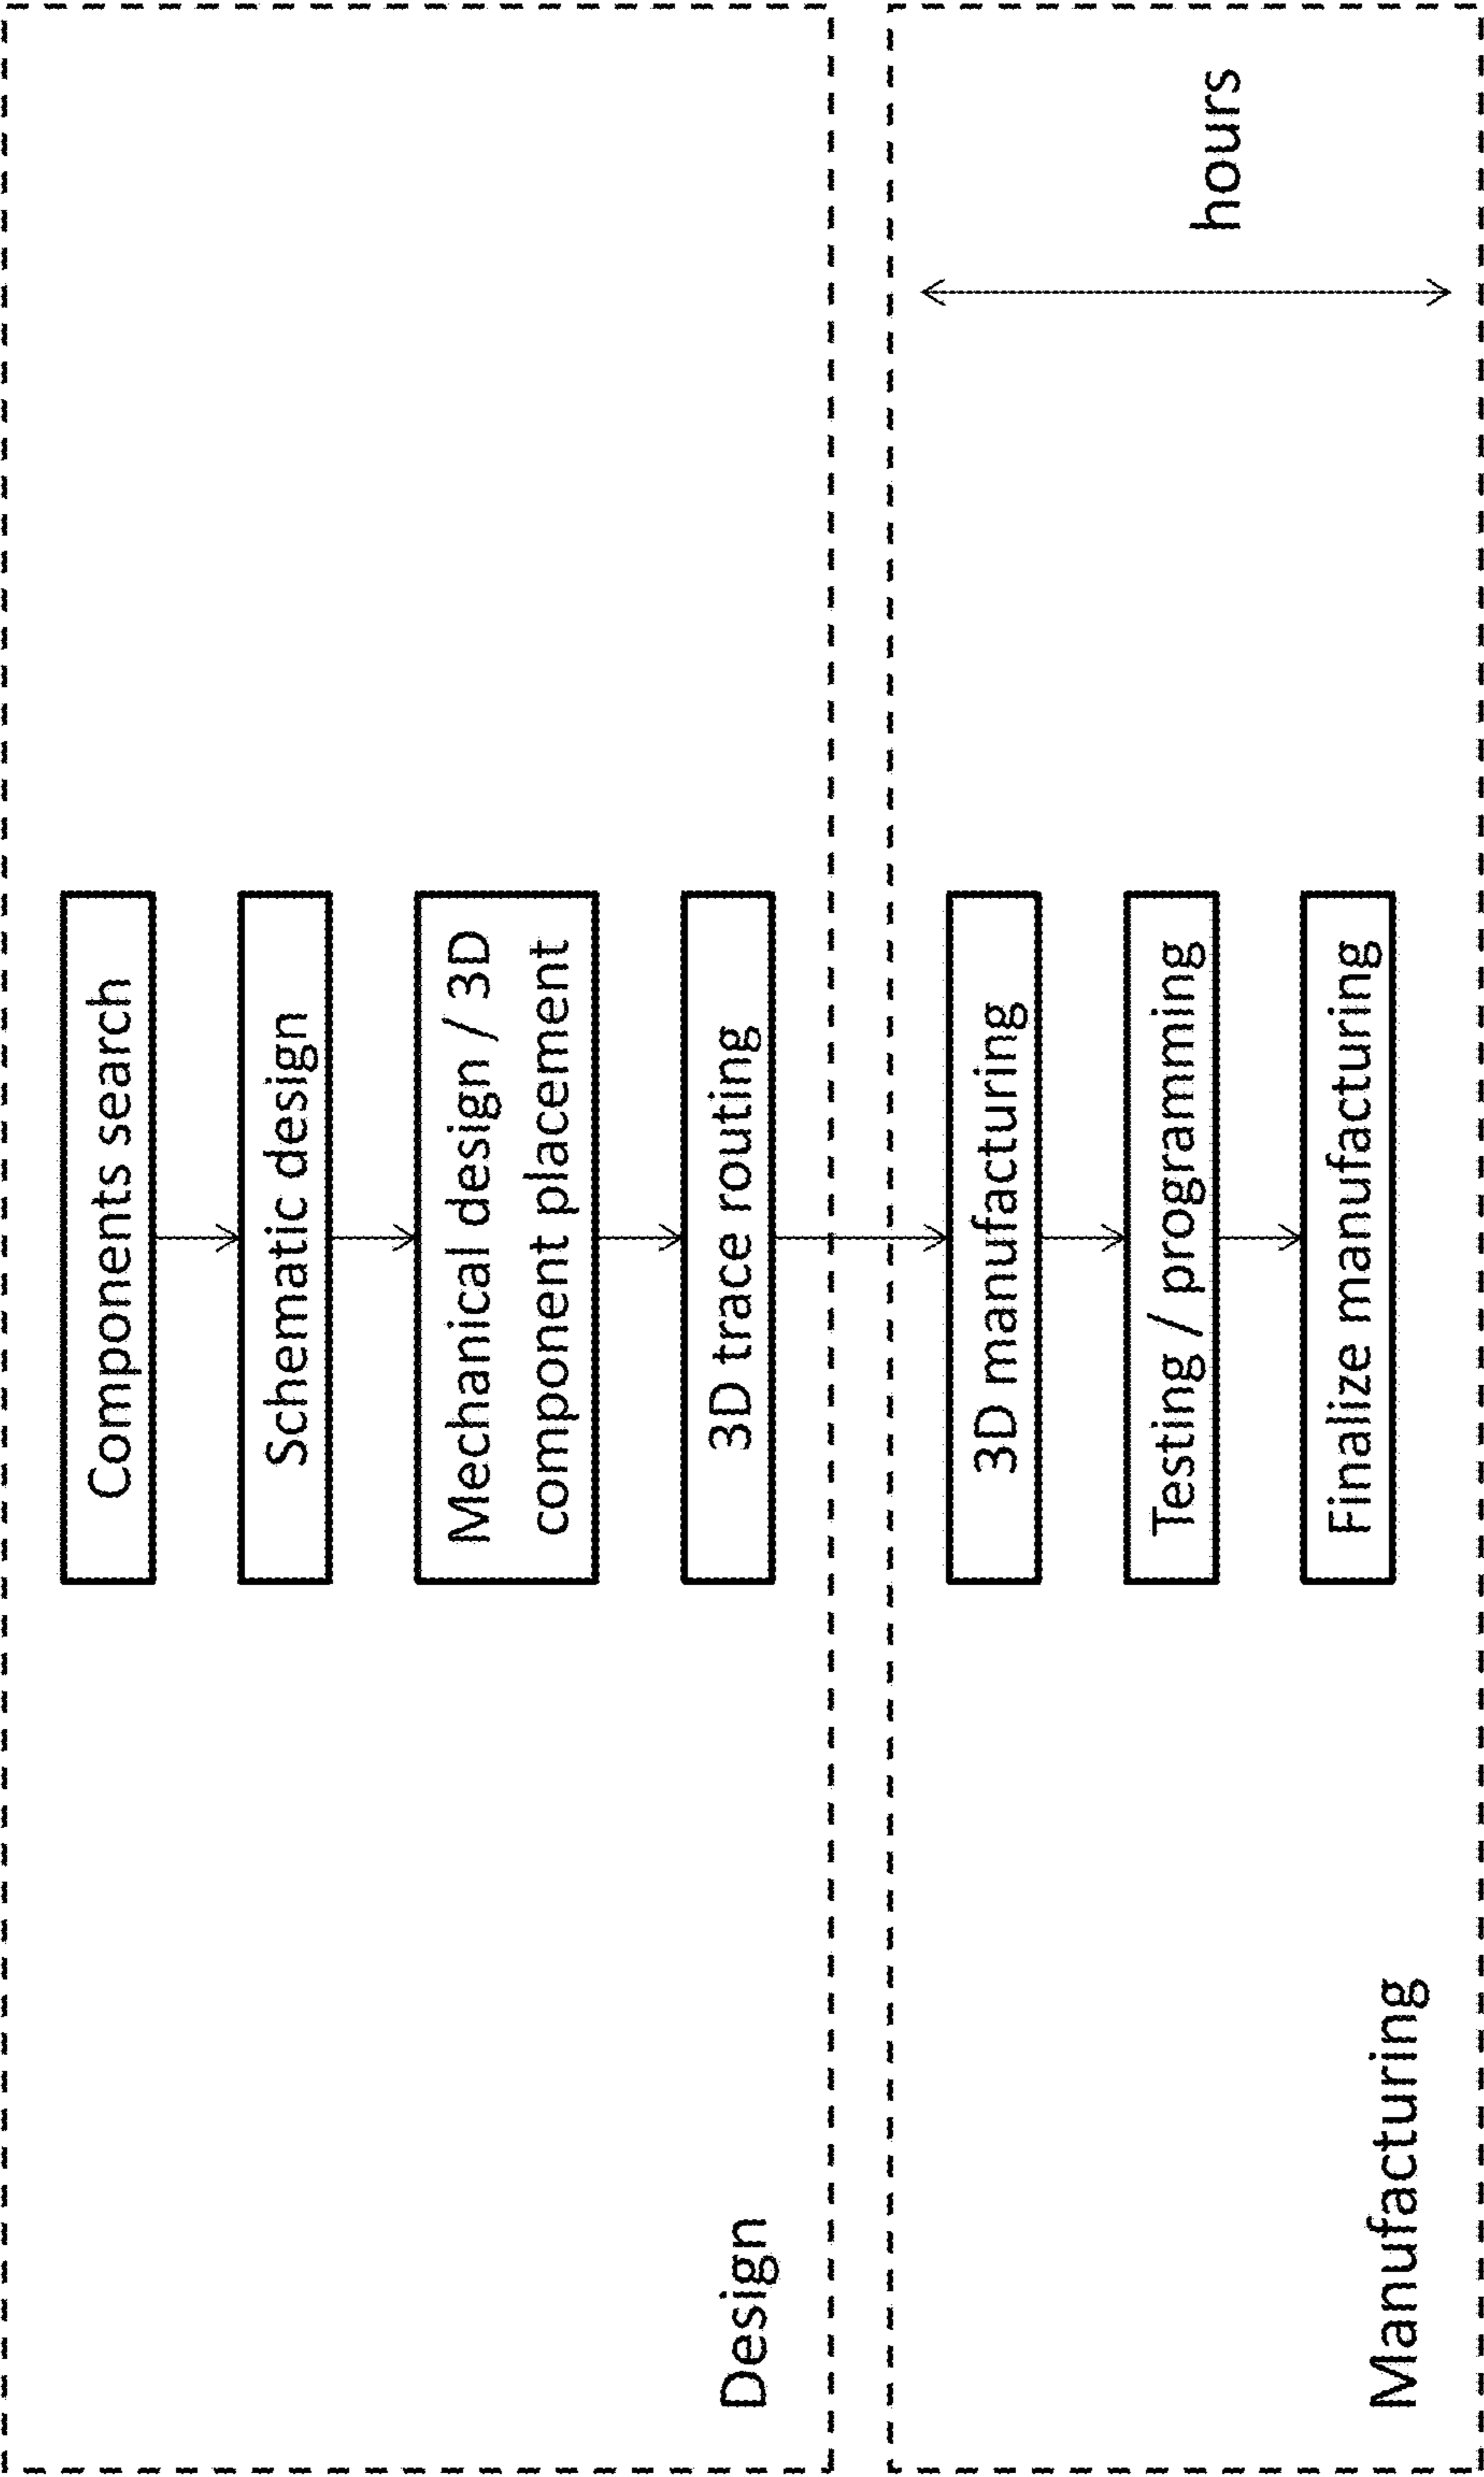 Components search
Schematic design
Mechanical design / 3D
component placement
3D trace routing
Design
3D manufacturing
Testing / programming
Finalize manufacturing
hours
Manufacturing